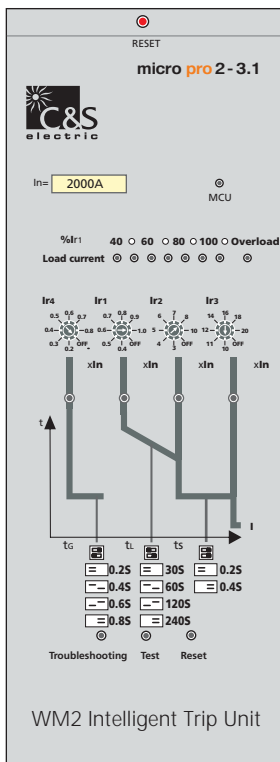 RESET
micro pro 2 - 3.1
C&S
electric
In= 2000A
MCU
%Ir1 40 60 80 100 Overload
Load current
Ir4 Ir1 Ir2 Ir3
0.2 0.3 0.4 0.5 0.6 0.7 0.8 OFF
0.4 0.5 0.6 0.7 0.8 0.9 1.0 OFF
3 4 5 6 7 8 10 OFF
10 11 12 14 16 18 20 OFF
xIn xIn xIn xIn
t
I
tG tL tS
0.2S 30S 0.2S
0.4S 60S 0.4S
0.6S 120S
0.8S 240S
Troubleshooting Test Reset
WM2 Intelligent Trip Unit